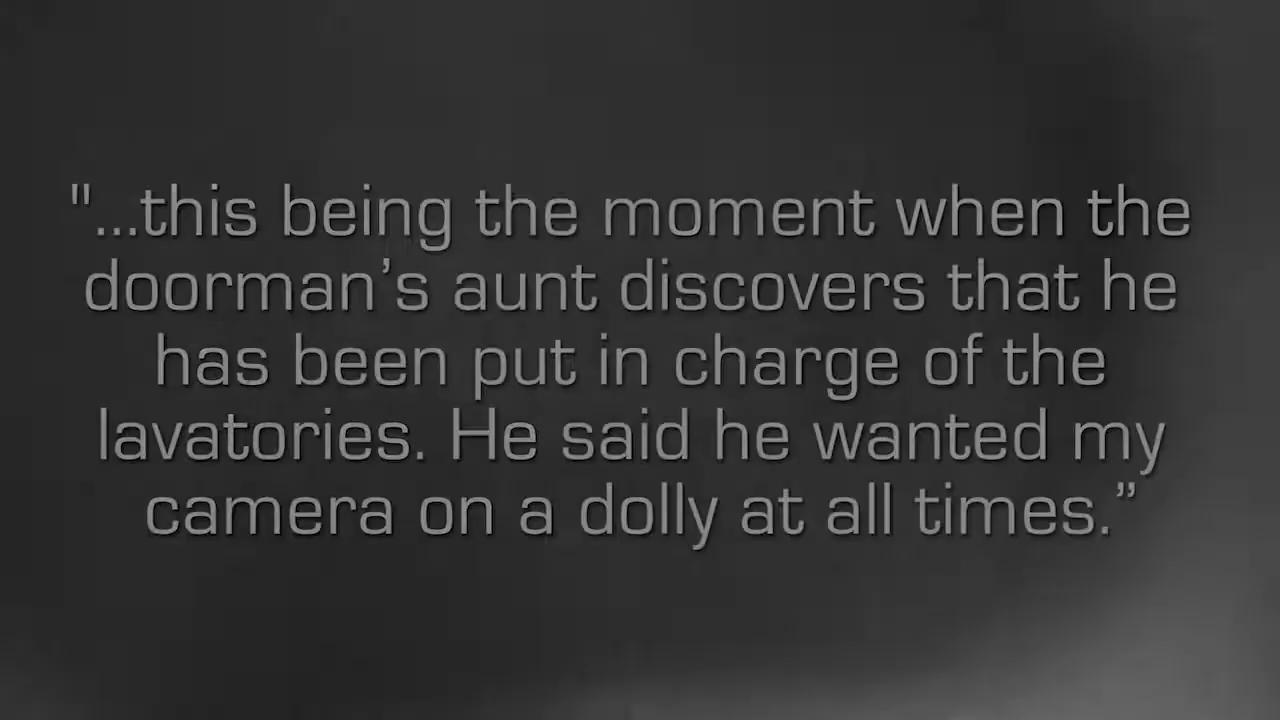 "...this being the moment when the
doorman’s aunt discovers that he
has been put in charge of the
lavatories. He said he wanted my
camera on a dolly at all times.”